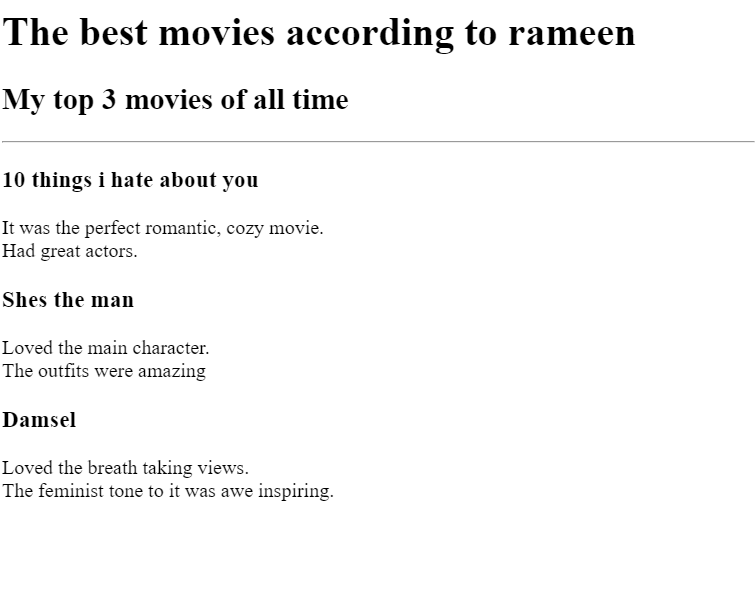 The best movies according to rameen
My top 3 movies of all time
10 things i hate about you
It was the perfect romantic, cozy movie.
Had great actors.
Shes the man
Loved the main character.
The outfits were amazing
Damsel
Loved the breath taking views.
The feminist tone to it was awe inspiring.